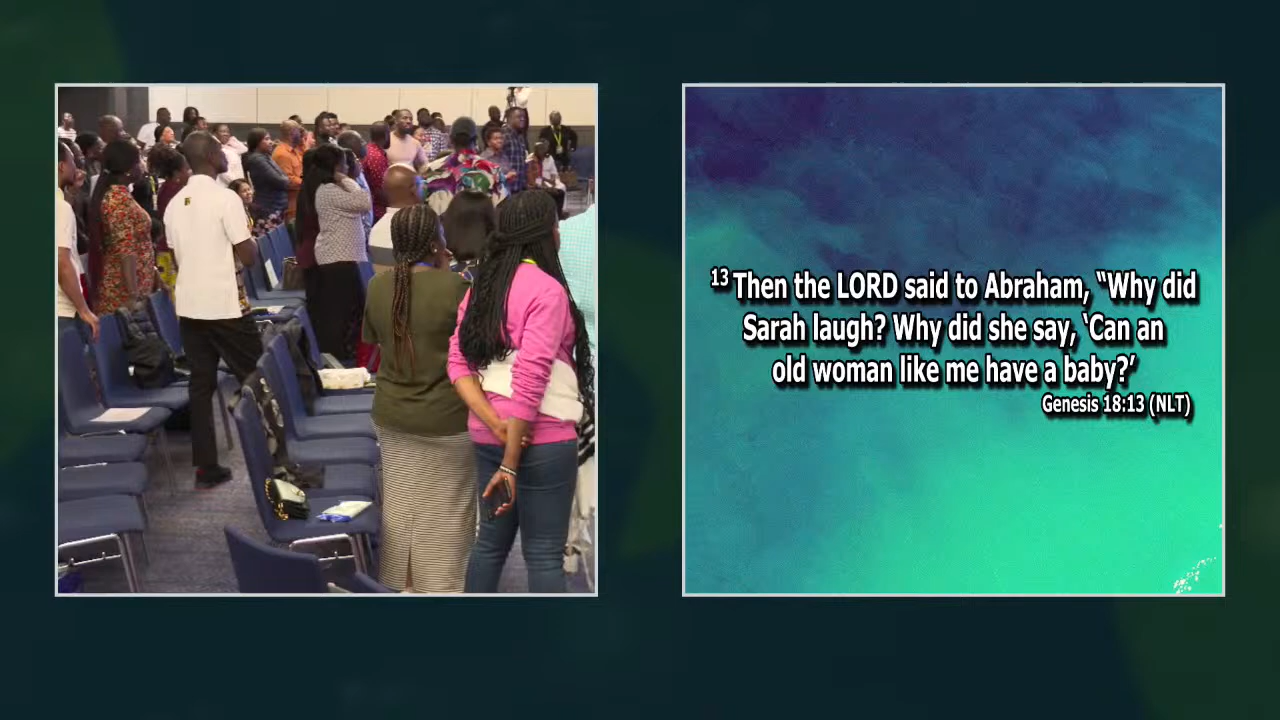 13 Then the LORD said to Abraham, “Why did
Sarah laugh? Why did she say, ‘Can an
old woman like me have a baby?’
Genesis 18:13 (NLT)